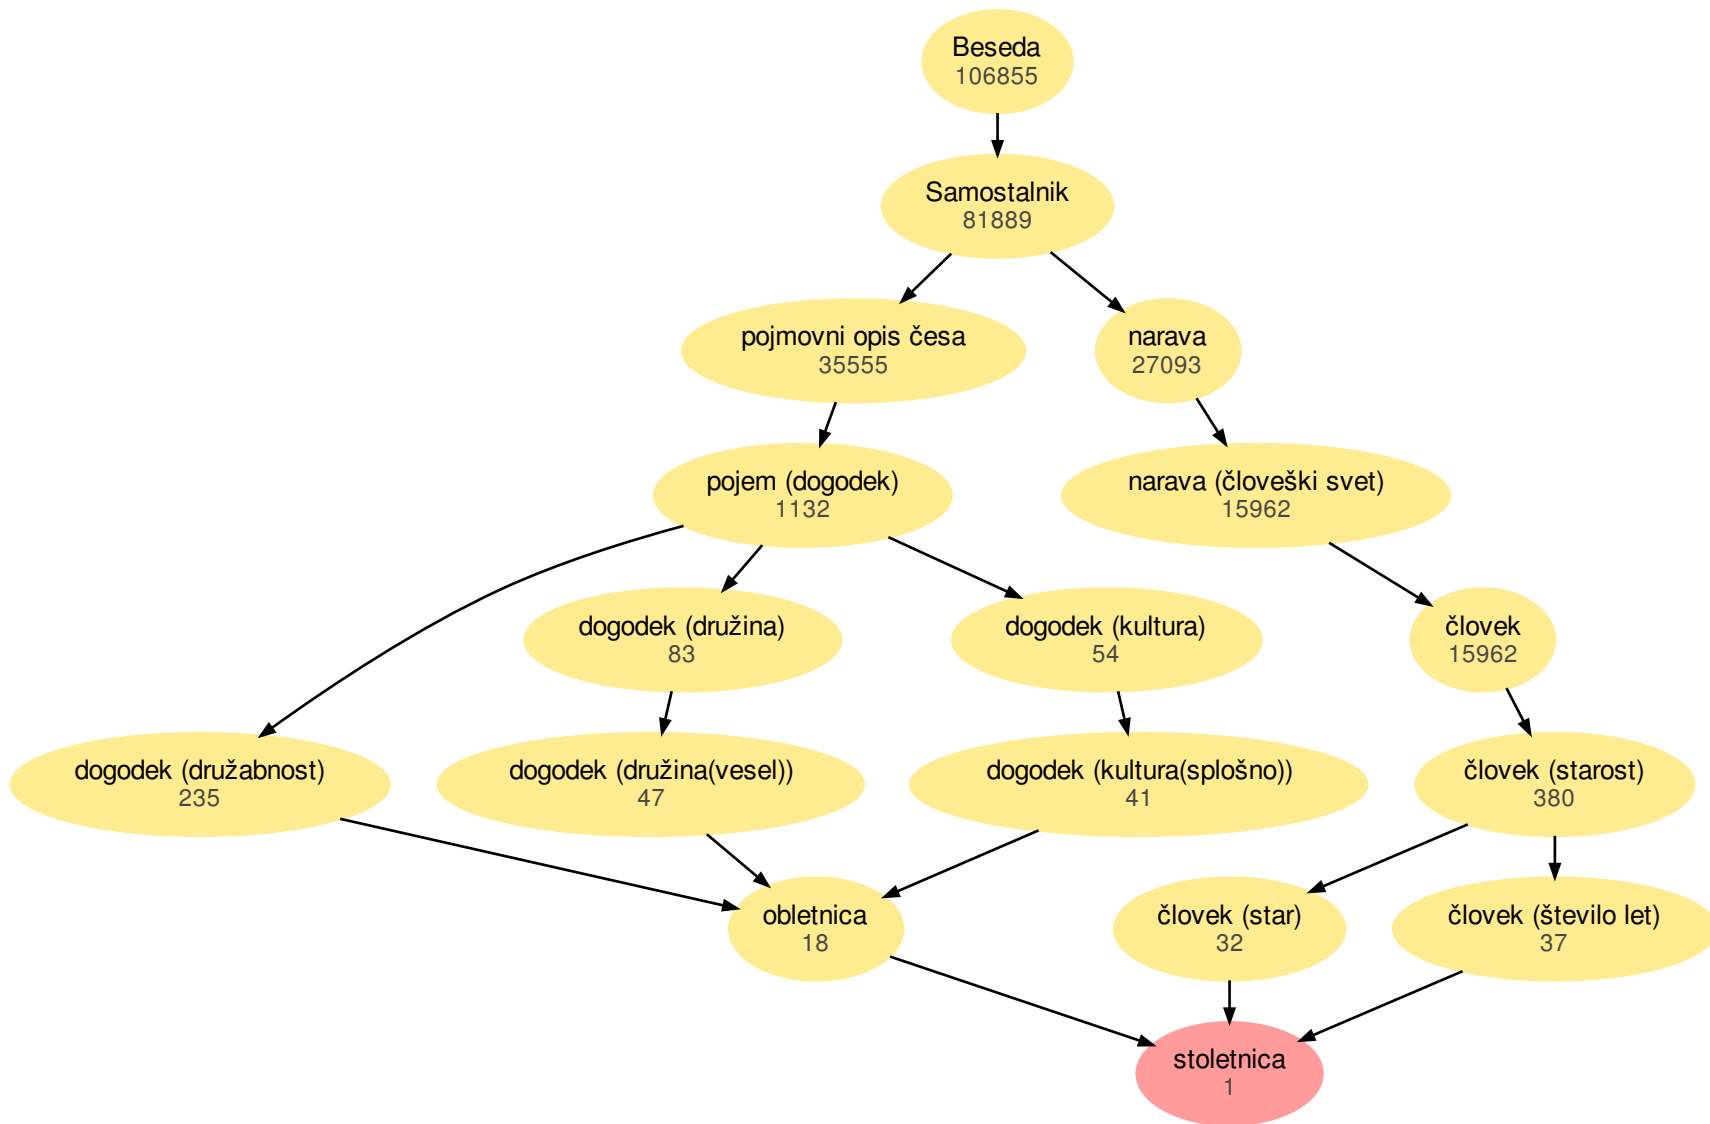 Beseda
106855
Samostalnik
81889
pojmovni opis česa
35555
narava
27093
pojem (dogodek)
1132
narava (človeški svet)
15962
dogodek (družina)
83
dogodek (kultura)
54
človek
15962
dogodek (družabnost)
235
dogodek (družina(vesel))
47
dogodek (kultura(splošno))
41
človek (starost)
380
obletnica
18
človek (star)
32
človek (število let)
37
stoletnica
1